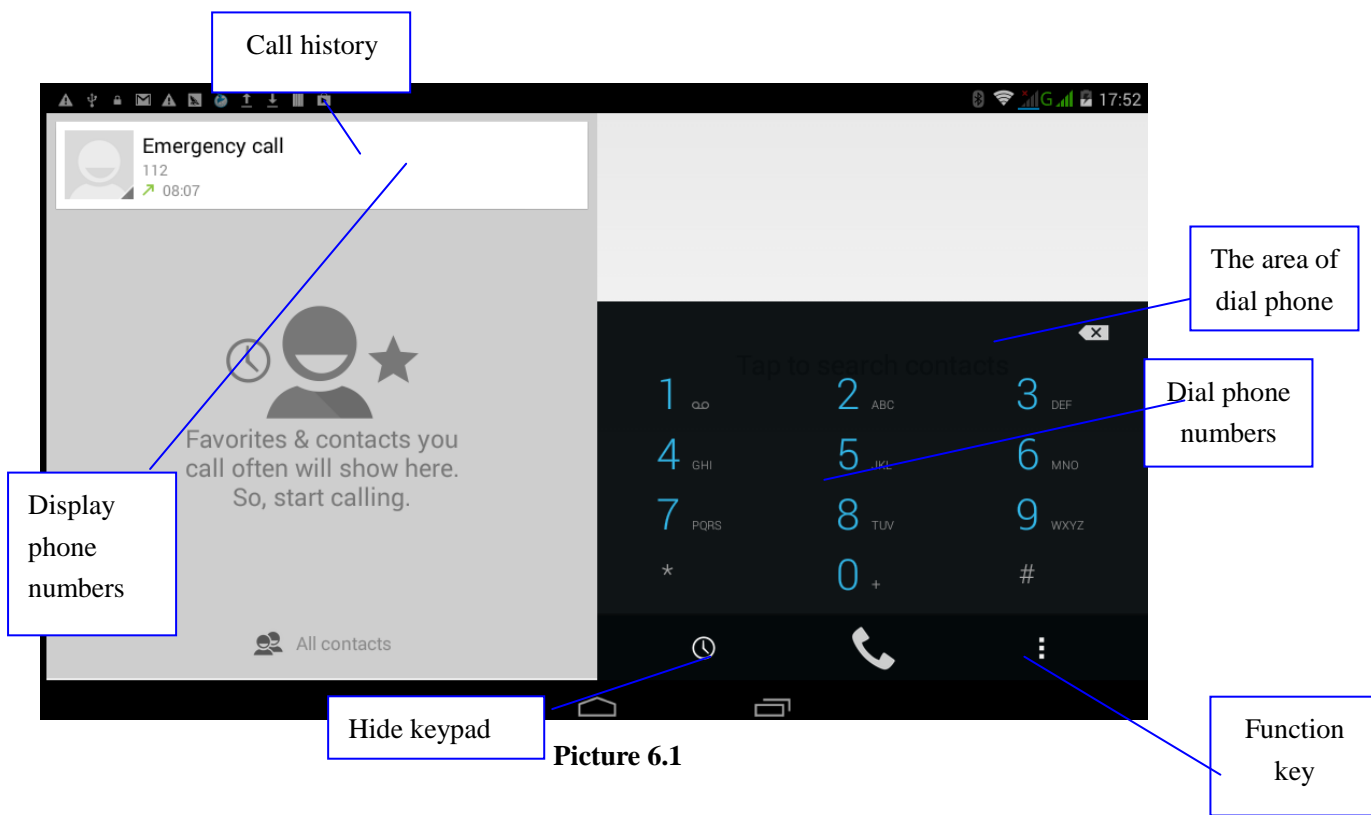 Call history
G 17:52
Emergency call
112
08:07
The area of
dial phone
Tap to search contacts
1 2 ABC 3 DEF
Dial phone
numbers
Favorites & contacts you
call often will show here.
So, start calling.
4 GHI 5 JKL 6 MNO
Display
phone
numbers
7 PQRS 8 TUV 9 WXYZ
* 0 + #
All contacts
Hide keypad
Function
key
Picture 6.1